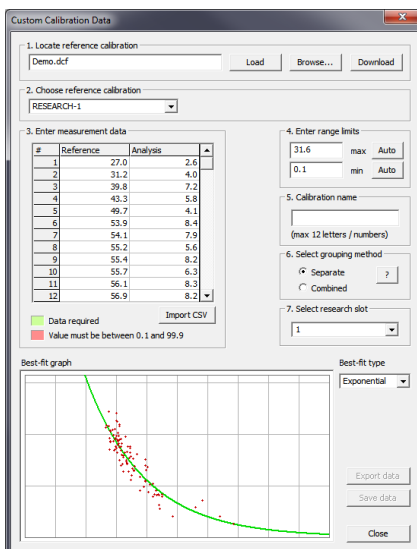 Custom Calibration Data
1. Locate reference calibration
Demo.dcf Load Browse... Download
2. Choose reference calibration
RESEARCH-1
3. Enter measurement data
# Reference Analysis
1 27.0 2.6
2 31.2 4.0
3 39.8 7.2
4 43.3 5.8
5 49.7 4.1
6 53.9 8.4
7 54.1 7.9
8 55.2 5.6
9 55.4 8.2
10 55.7 6.3
11 56.1 8.3
12 56.9 8.2
Data required
Import CSV
Value must be between 0.1 and 99.9
4. Enter range limits
31.6 max Auto
0.1 min Auto
5. Calibration name
(max 12 letters / numbers)
6. Select grouping method
Separate
?
Combined
7. Select research slot
1
Best-fit graph
Best-fit type
Exponential
Export data
Save data
Close